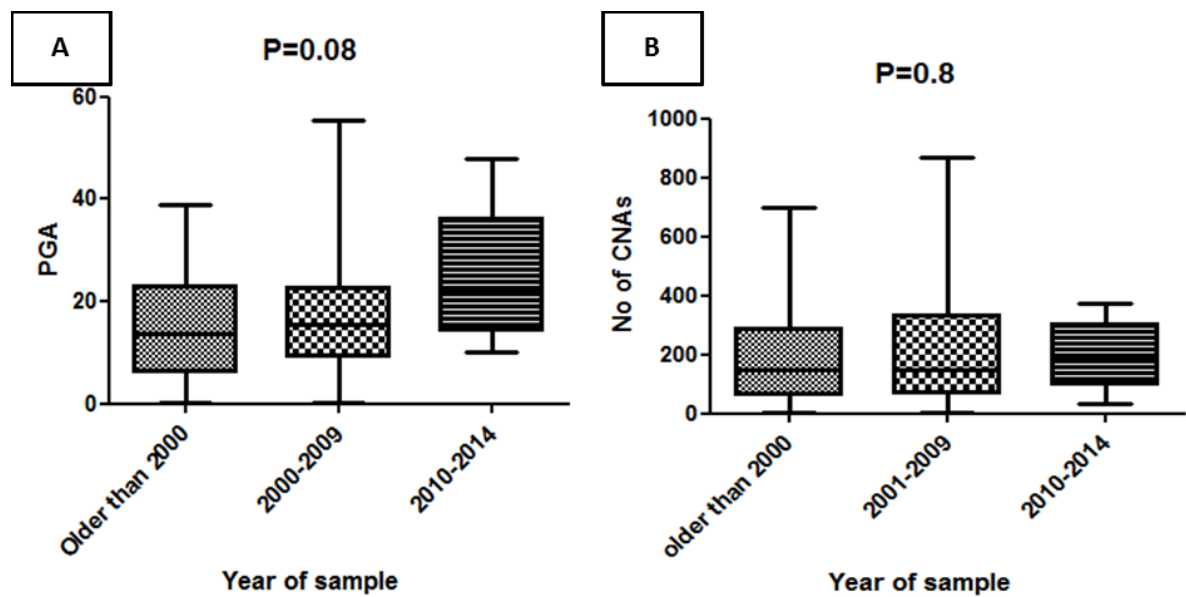 A
P=0.08
PGA
60
40
20
0
Older than 2000
2000-2009
2010-2014
Year of sample
B
P=0.8
No of CNAs
1000
800
600
400
200
0
older than 2000
2001-2009
2010-2014
Year of sample